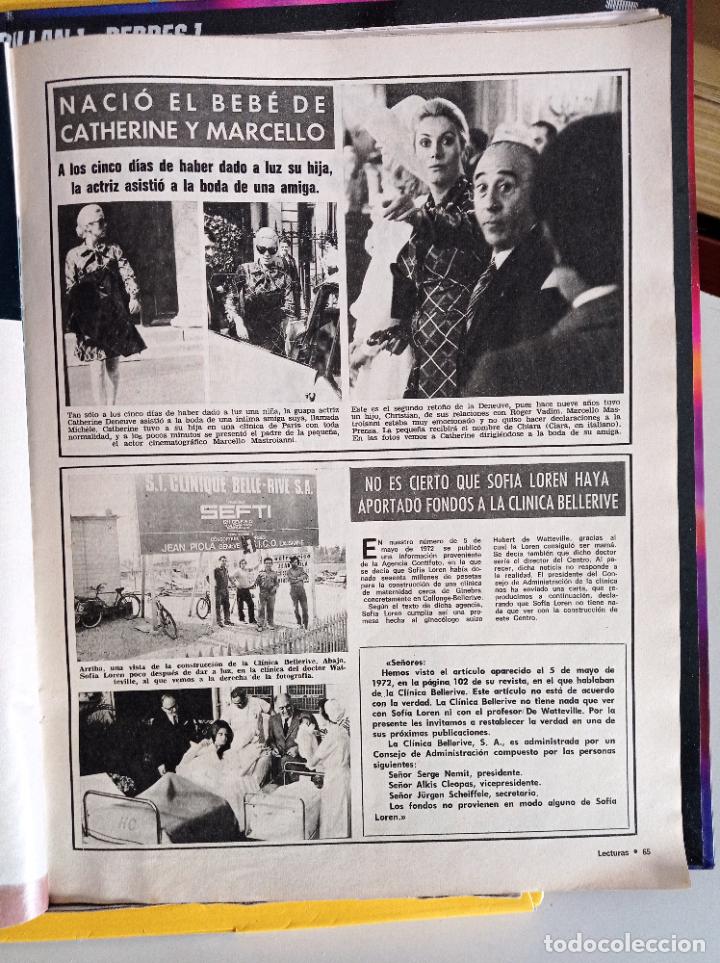 NACIÓ EL BEBÉ DE
CATHERINE Y MARCELLO
A los cinco días de haber dado a luz su hija,
la actriz asistió a la boda de una amiga.
Tan sólo a los cinco días de haber dado a luz una niña, la guapa actriz
Catherine Deneuve asistió a la boda de una íntima amiga suya, llamada
Michèle. Catherine tuvo a su hija en una clínica de París con toda
normalidad, y a los pocos minutos se presentó el padre de la pequeña,
el actor cinematográfico Marcello Mastroianni.
Este es el segundo retoño de la Deneuve, pues hace nueve años tuvo
un hijo, Christian, de sus relaciones con Roger Vadim. Marcello Mas-
troianni estaba muy emocionado y no quiso hacer declaraciones a la
Prensa. La pequeña recibirá el nombre de Chiara (Clara, en italiano).
En las fotos vemos a Catherine dirigiéndose a la boda de su amiga.
S.I. CLINIQUE BELLE-RIVE S.A.
SEFTI
JEAN PIOLA
Arriba, una vista de la construcción de la Clínica Bellerive. Abajo,
Sofía Loren poco después de dar a luz, en la clínica del doctor Wat-
teville, al que vemos a la derecha de la fotografía.
HC
NO ES CIERTO QUE SOFIA LOREN HAYA
APORTADO FONDOS A LA CLINICA BELLERIVE
EN nuestro número de 5 de
mayo de 1972 se publicó
una información proveniente
de la Agencia Contifoto, en la
que se decía que Sofía Loren había
donado sesenta millones de pesetas
para la construcción de una clínica
de maternidad cerca de Ginebra
concretamente en Collonge-Bellerive.
Según el texto de dicha agencia,
Sofía Loren cumplía así una pro-
mesa hecha al ginecólogo suizo
Hubert de Watteville, gracias al
cual la Loren consiguió ser mamá.
Se decía también que dicho doctor
sería el director del Centro. Al pa-
recer, dicha noticia no responde a
la realidad. El presidente del Con-
sejo de Administración de la clínica
nos ha enviado una carta, que re-
producimos a continuación, decla-
rando que Sofía Loren no tiene na-
da que ver con la construcción de
este Centro.
«Señores:
Hemos visto el artículo aparecido el 5 de mayo de
1972, en la página 102 de su revista, en el que hablaban
de la Clínica Bellerive. Este artículo no está de acuerdo
con la verdad. La Clínica Bellerive no tiene nada que ver
con Sofía Loren ni con el profesor De Watteville. Por la
presente les invitamos a restablecer la verdad en una de
sus próximas publicaciones.
La Clínica Bellerive, S. A., es administrada por un
Consejo de Administración compuesto por las personas
siguientes:
Señor Serge Nemit, presidente.
Señor Alkis Cleopas, vicepresidente.
Señor Jürgen Scheiffele, secretario.
Los fondos no provienen en modo alguno de Sofía
Loren.»
Lecturas • 65
todocoleccion
todocoleccion.net